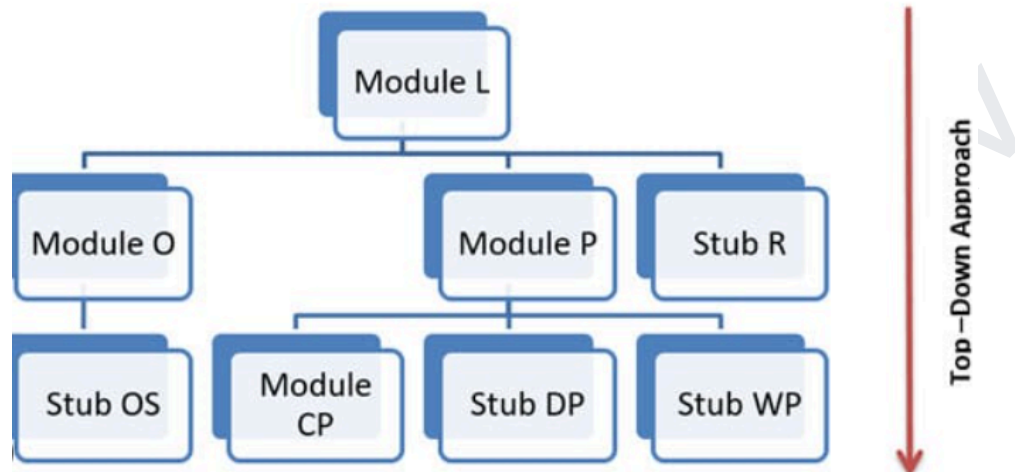 Module L
Module O
Module P
Stub R
Stub OS
Module
CP
Stub DP
Stub WP
Top–Down Approach